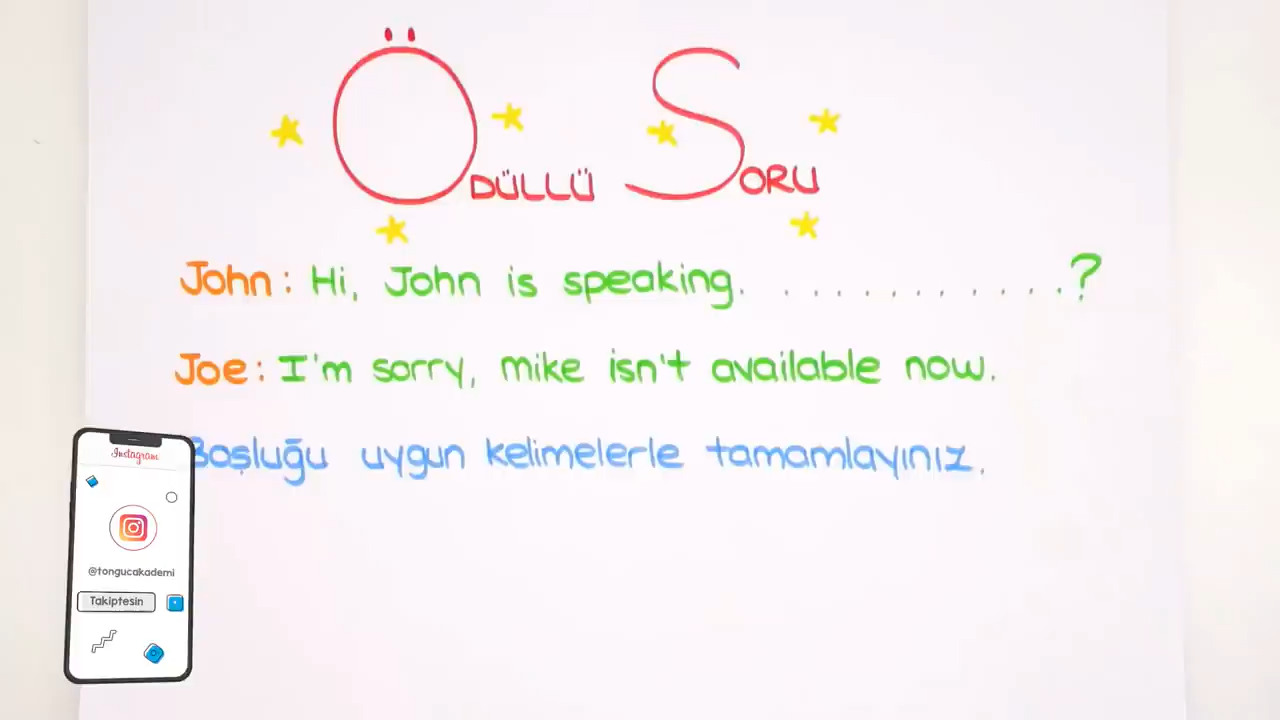 ÖDÜLLÜ SORU
John: Hi, John is speaking. ............?
Joe: I'm sorry, mike isn't available now.
Boşluğu uygun kelimelerle tamamlayınız.
Instagram
@tongucakademi
Takiptesin